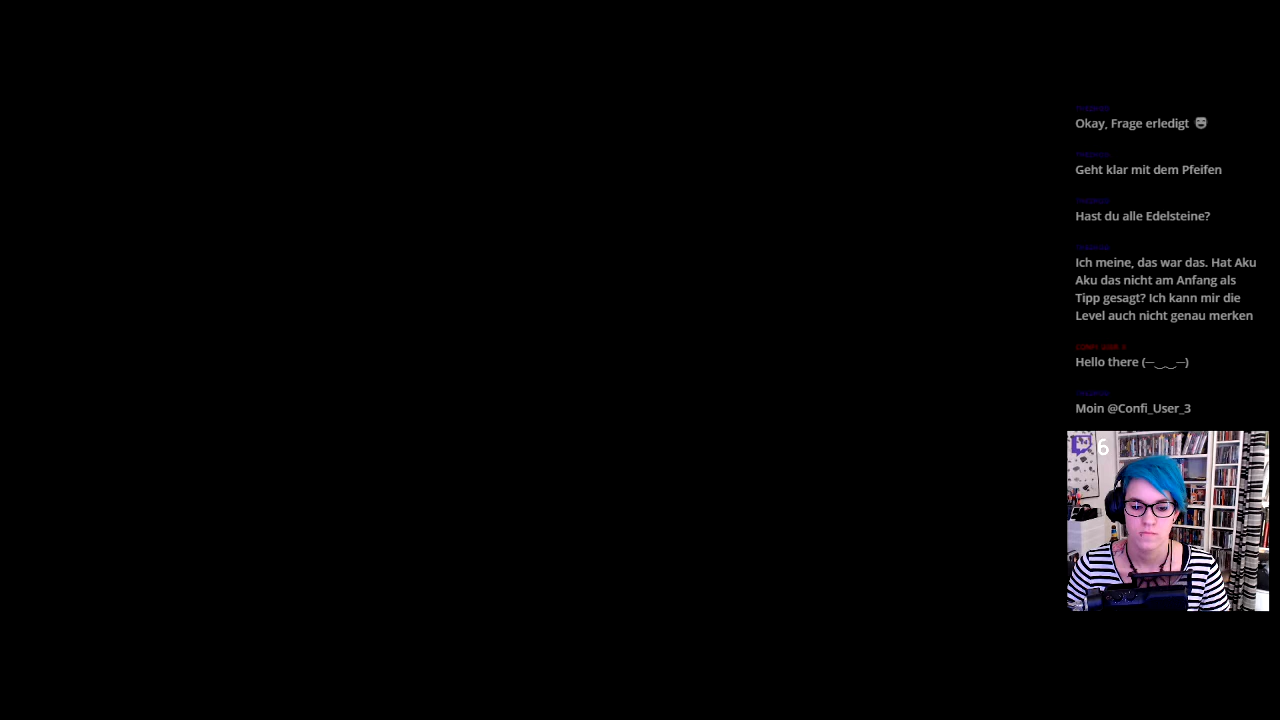 Okay, Frage erledigt
Geht klar mit dem Pfeifen
Hast du alle Edelsteine?
Ich meine, das war das. Hat Aku
Aku das nicht am Anfang als
Tipp gesagt? Ich kann mir die
Level auch nicht genau merken
Hello there (─‿‿─)
Moin @Confi_User_3
6